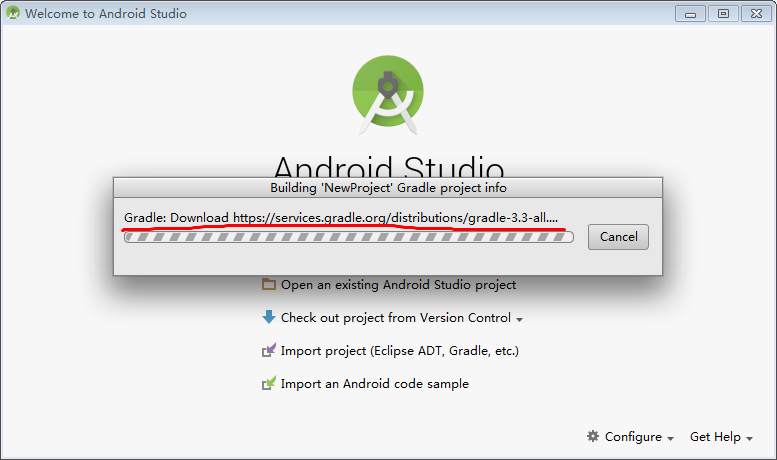 Welcome to Android Studio
Android Studio
Building 'NewProject' Gradle project info
Gradle: Download https://services.gradle.org/distributions/gradle-3.3-all....
Cancel
Open an existing Android Studio project
Check out project from Version Control
Import project (Eclipse ADT, Gradle, etc.)
Import an Android code sample
Configure
Get Help